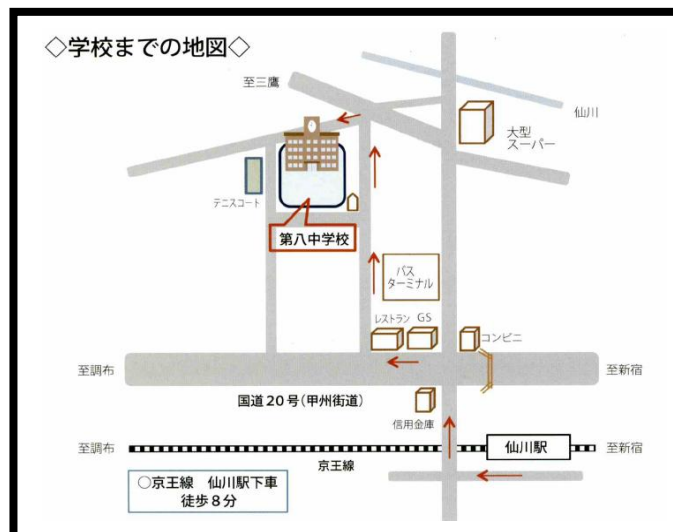 ◇学校までの地図◇
至三鷹
仙川
大型
スーパー
テニスコート
第八中学校
バス
ターミナル
レストラン
GS
コンビニ
至調布
至新宿
国道20号(甲州街道)
信用金庫
至調布
仙川駅
至新宿
京王線
○京王線 仙川駅下車
徒歩8分